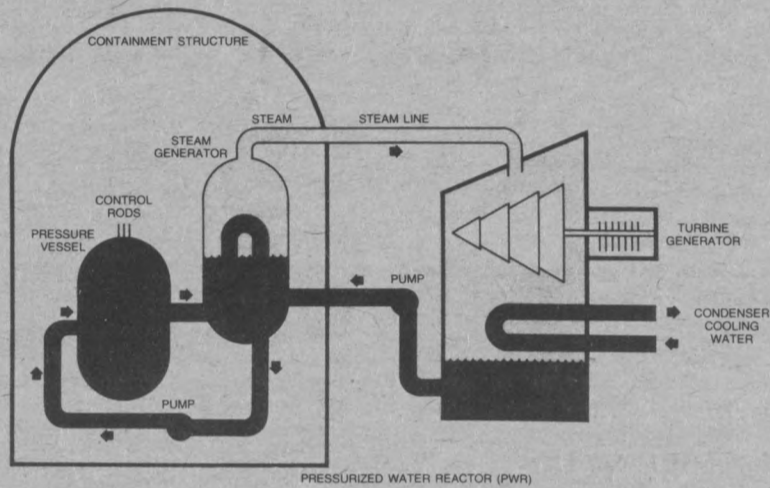 CONTAINMENT STRUCTURE
STEAM
STEAM LINE
STEAM
GENERATOR
CONTROL
RODS
PRESSURE
VESSEL
PUMP
TURBINE
GENERATOR
CONDENSER
COOLING
WATER
PUMP
PRESSURIZED WATER REACTOR (PWR)